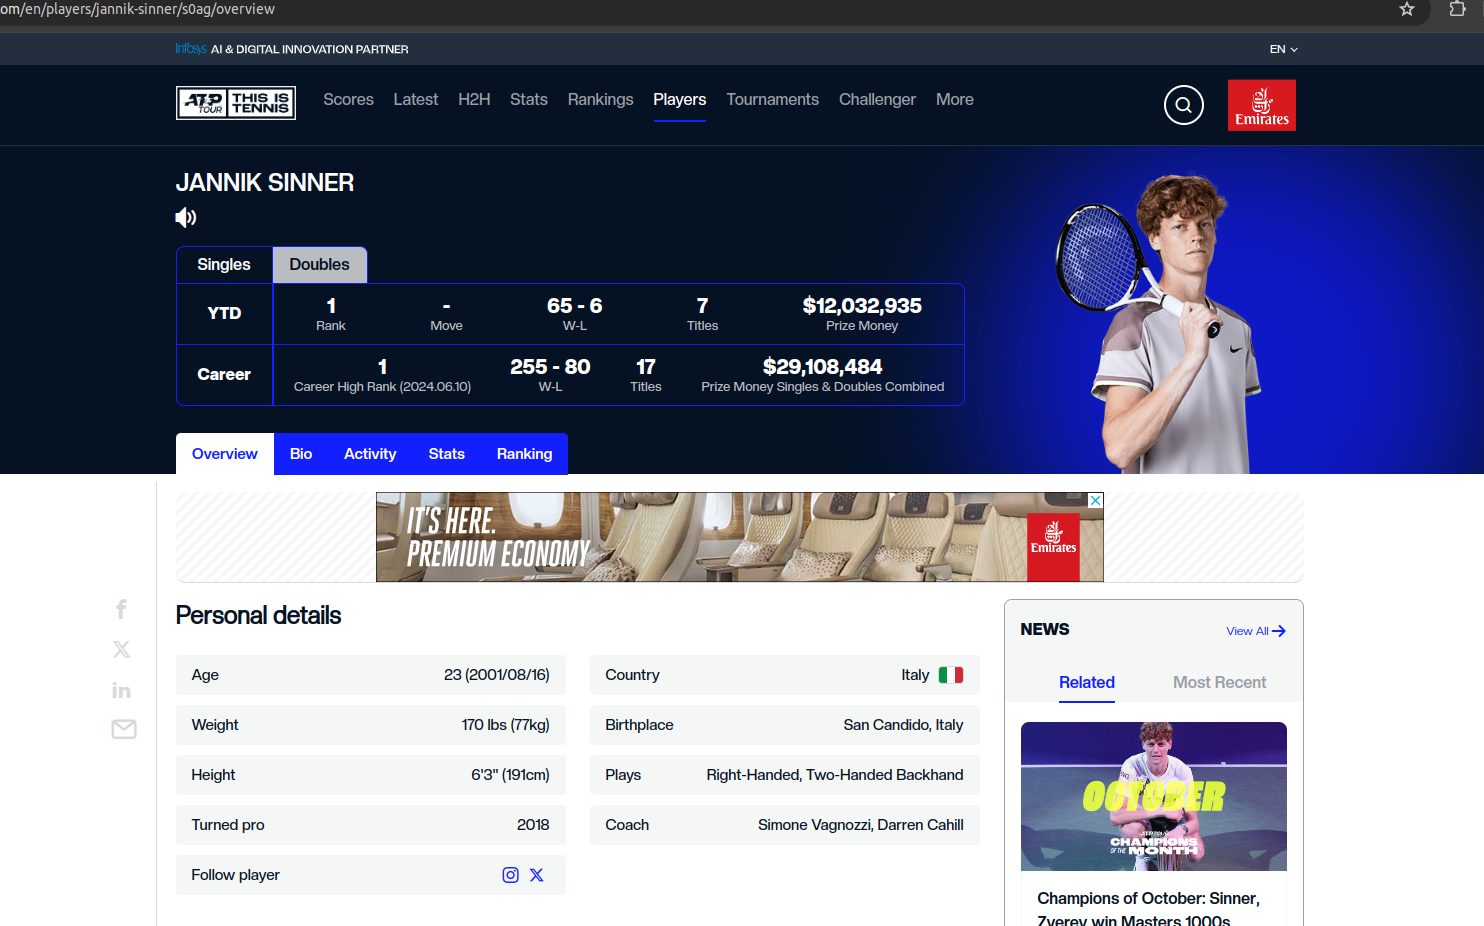 om/en/players/jannik-sinner/s0ag/overview
Infosys AI & DIGITAL INNOVATION PARTNER
EN
ATP TOUR THIS IS TENNIS
Scores Latest H2H Stats Rankings Players Tournaments Challenger More
Emirates
JANNIK SINNER
Singles Doubles
YTD
1 - 65 - 6 7 $12,032,935
Rank Move W-L Titles Prize Money
Career
1 255 - 80 17 $29,108,484
Career High Rank (2024.06.10) W-L Titles Prize Money Singles & Doubles Combined
Overview Bio Activity Stats Ranking
IT'S HERE.
PREMIUM ECONOMY
Emirates
Personal details
Age 23 (2001/08/16)
Country Italy
Weight 170 lbs (77kg)
Birthplace San Candido, Italy
Height 6'3" (191cm)
Plays Right-Handed, Two-Handed Backhand
Turned pro 2018
Coach Simone Vagnozzi, Darren Cahill
Follow player
NEWS View All
Related Most Recent
OCTOBER
ATP TOUR
CHAMPIONS
OF THE MONTH
Champions of October: Sinner,
Zverev win Masters 1000s